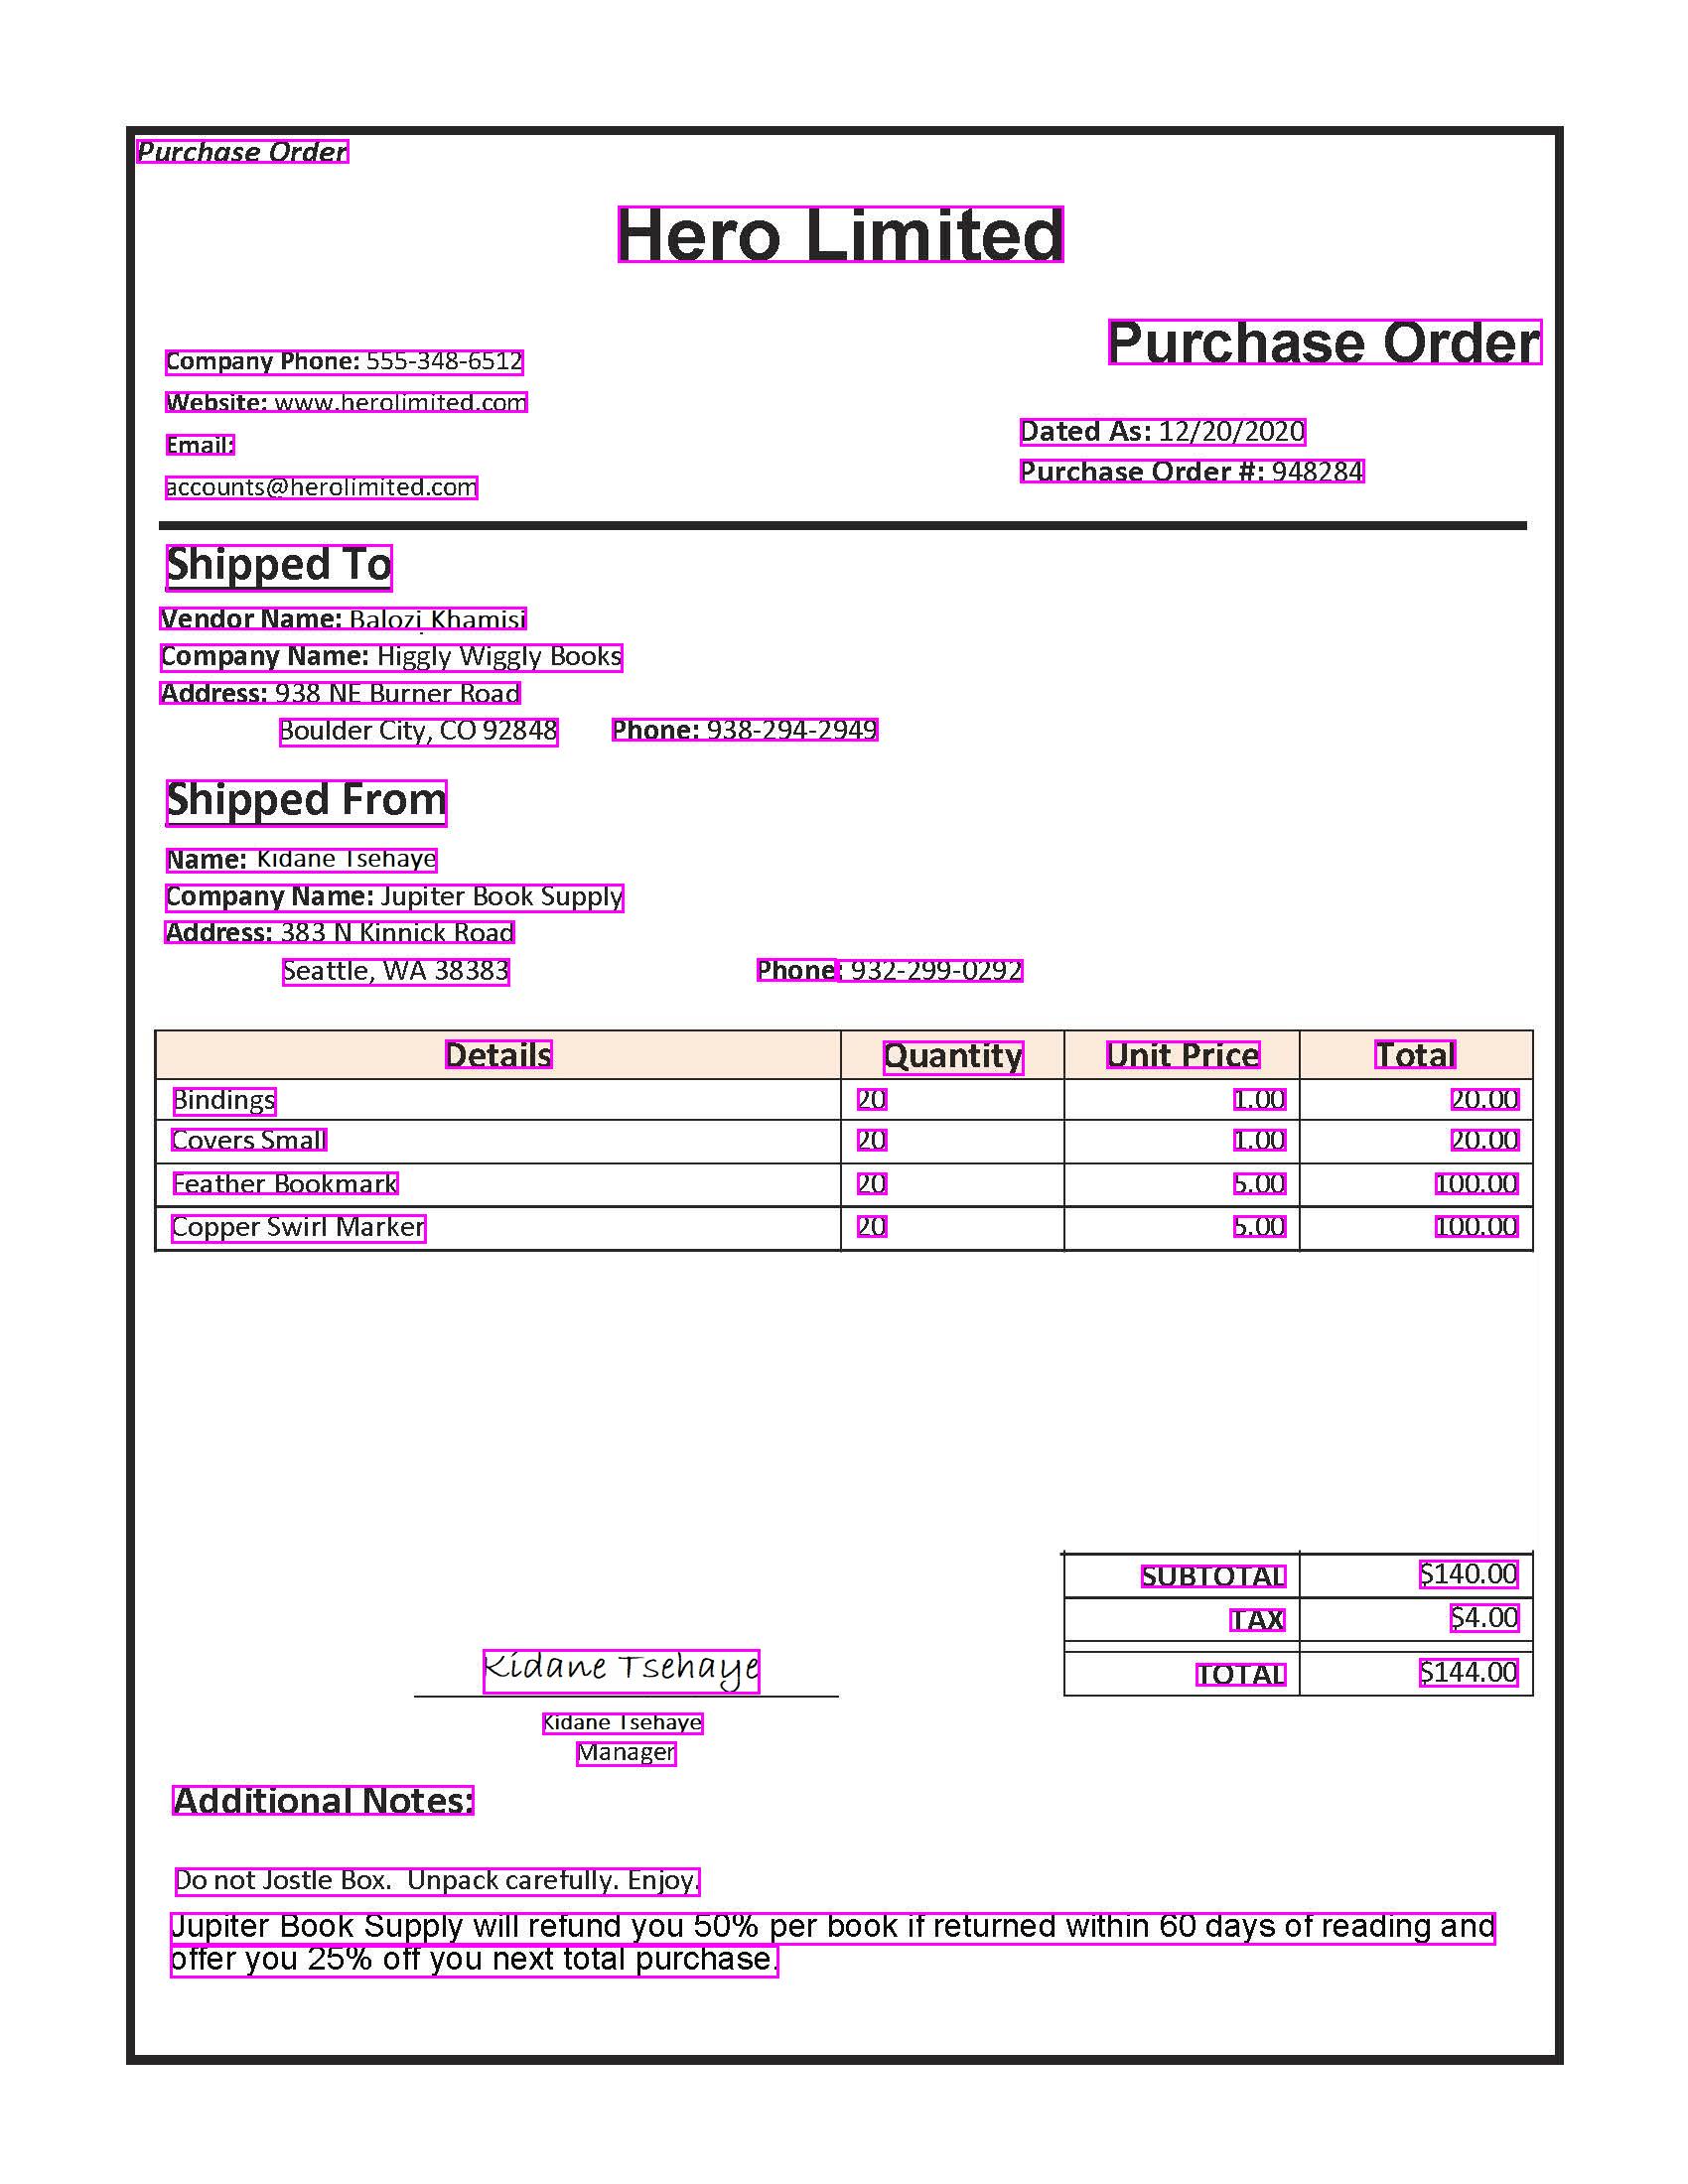 Purchase Order
Hero Limited
Purchase Order
Company Phone: 555-348-6512
Website: www.herolimited.com
Email:
accounts@herolimited.com
Dated As: 12/20/2020
Purchase Order #: 948284
Shipped To
Vendor Name: Balozi Khamisi
Company Name: Higgly Wiggly Books
Address: 938 NE Burner Road
Boulder City, CO 92848 Phone: 938-294-2949
Shipped From
Name: Kidane Tsehaye
Company Name: Jupiter Book Supply
Address: 383 N Kinnick Road
Seattle, WA 38383 Phone: 932-299-0292
Details Quantity Unit Price Total
Bindings 20 1.00 20.00
Covers Small 20 1.00 20.00
Feather Bookmark 20 5.00 100.00
Copper Swirl Marker 20 5.00 100.00
SUBTOTAL $140.00
TAX $4.00
TOTAL $144.00
Kidane Tsehaye
Kidane Tsehaye
Manager
Additional Notes:
Do not Jostle Box.  Unpack carefully. Enjoy.
Jupiter Book Supply will refund you 50% per book if returned within 60 days of reading and
offer you 25% off you next total purchase.